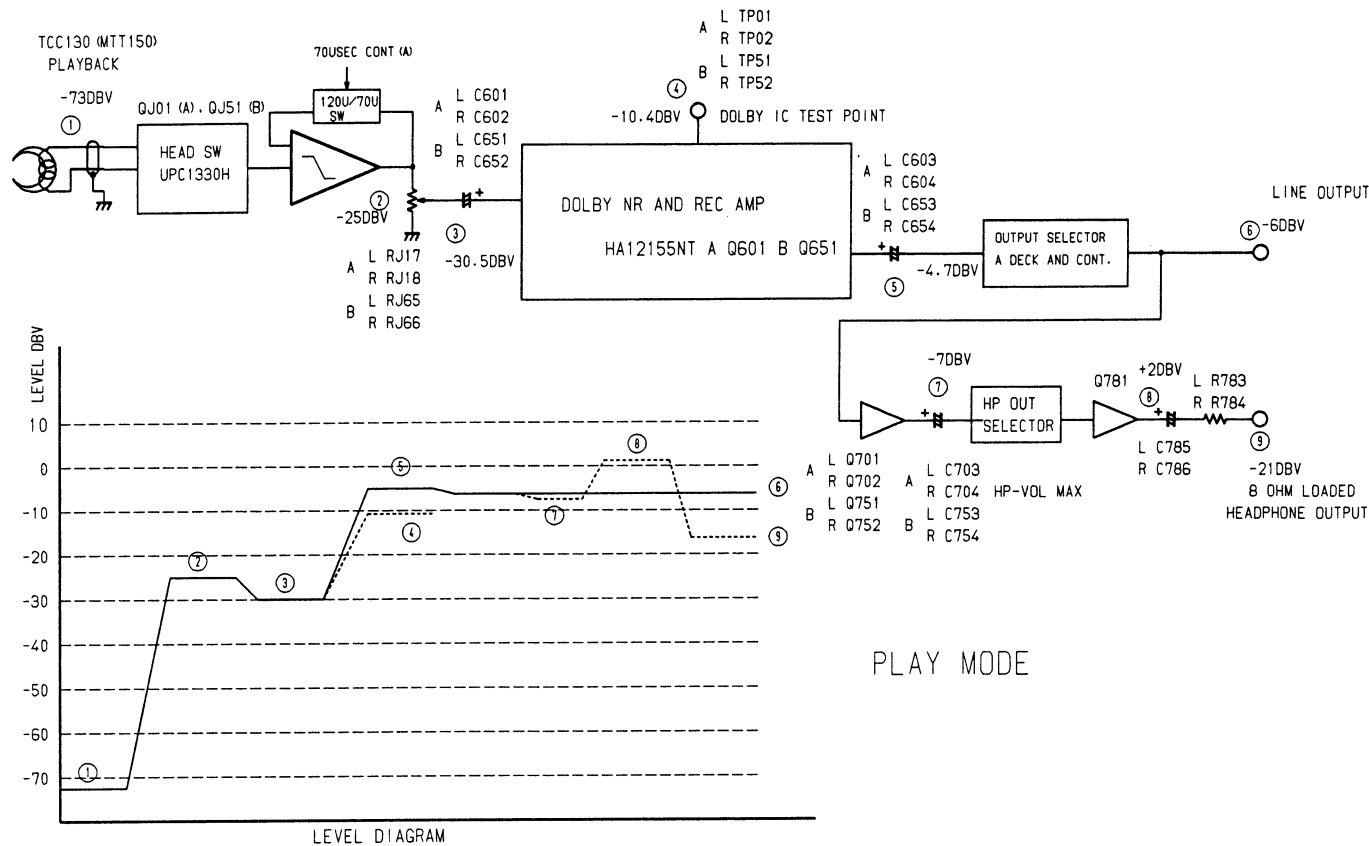 TCC130 (MTT150)
PLAYBACK
-73DBV
①
QJ01 (A). QJ51 (B)
HEAD SW
UPC1330H
70USEC CONT (A)
120U/70U
SW
②
-25DBV
A L RJ17
R RJ18
B L RJ65
R RJ66
A L C601
R C602
B L C651
R C652
③
-30.5DBV
A L TP01
R TP02
B L TP51
R TP52
④
-10.4DBV
DOLBY IC TEST POINT
DOLBY NR AND REC AMP
HA12155NT A Q601 B Q651
A L C603
R C604
B L C653
R C654
-4.7DBV
⑤
OUTPUT SELECTOR
A DECK AND CONT.
LINE OUTPUT
⑥ -6DBV
-7DBV
⑦
HP OUT
SELECTOR
Q781
+2DBV
⑧
L R783
R R784
L C785
R C786
⑨
-21DBV
8 OHM LOADED
HEADPHONE OUTPUT
A L Q701
R Q702
B L Q751
R Q752
A L C703
R C704
B L C753
R C754
HP-VOL MAX
LEVEL DBV
10
0
-10
-20
-30
-40
-50
-60
-70
①
②
③
④
⑤
⑥
⑦
⑧
⑨
LEVEL DIAGRAM
PLAY MODE